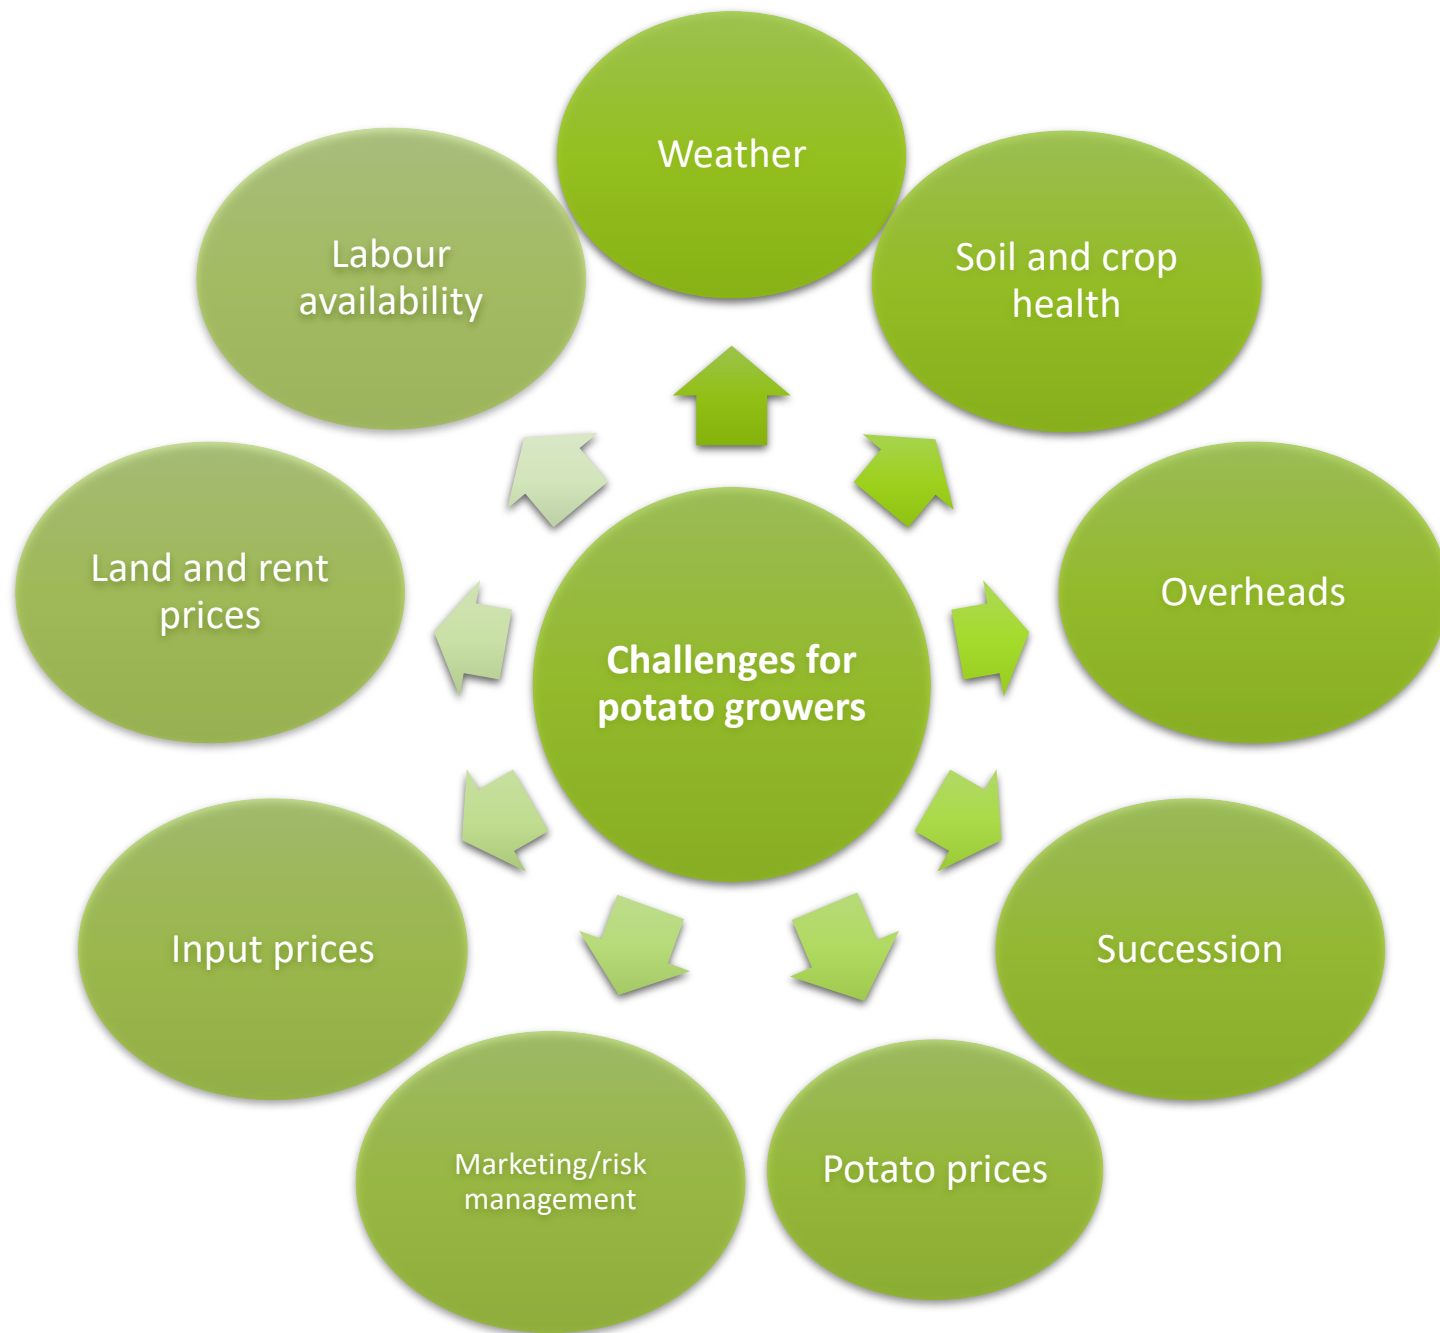 Weather
Soil and crop
health
Overheads
Succession
Potato prices
Marketing/risk
management
Input prices
Land and rent
prices
Labour
availability
Challenges for
potato growers